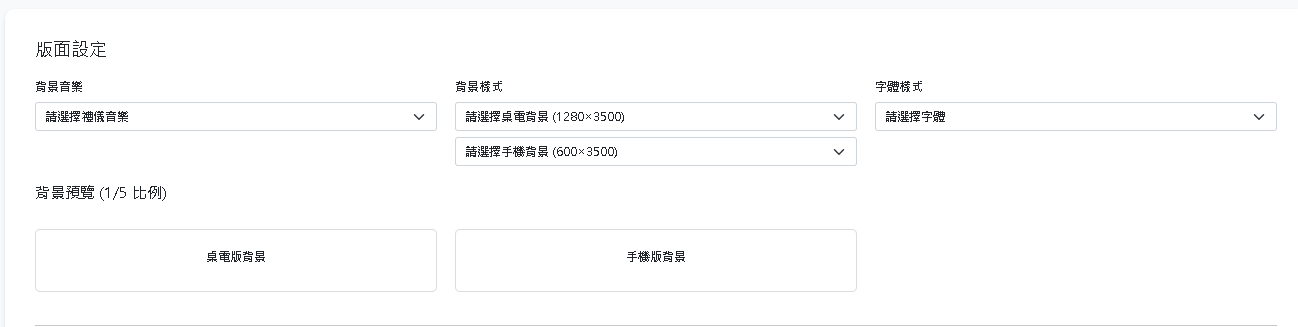 版面設定
背景音樂
背景樣式
字體樣式
請選擇禮儀音樂
請選擇桌電背景 (1280×3500)
請選擇字體
請選擇手機背景 (600×3500)
背景預覽 (1/5 比例)
桌電版背景
手機版背景